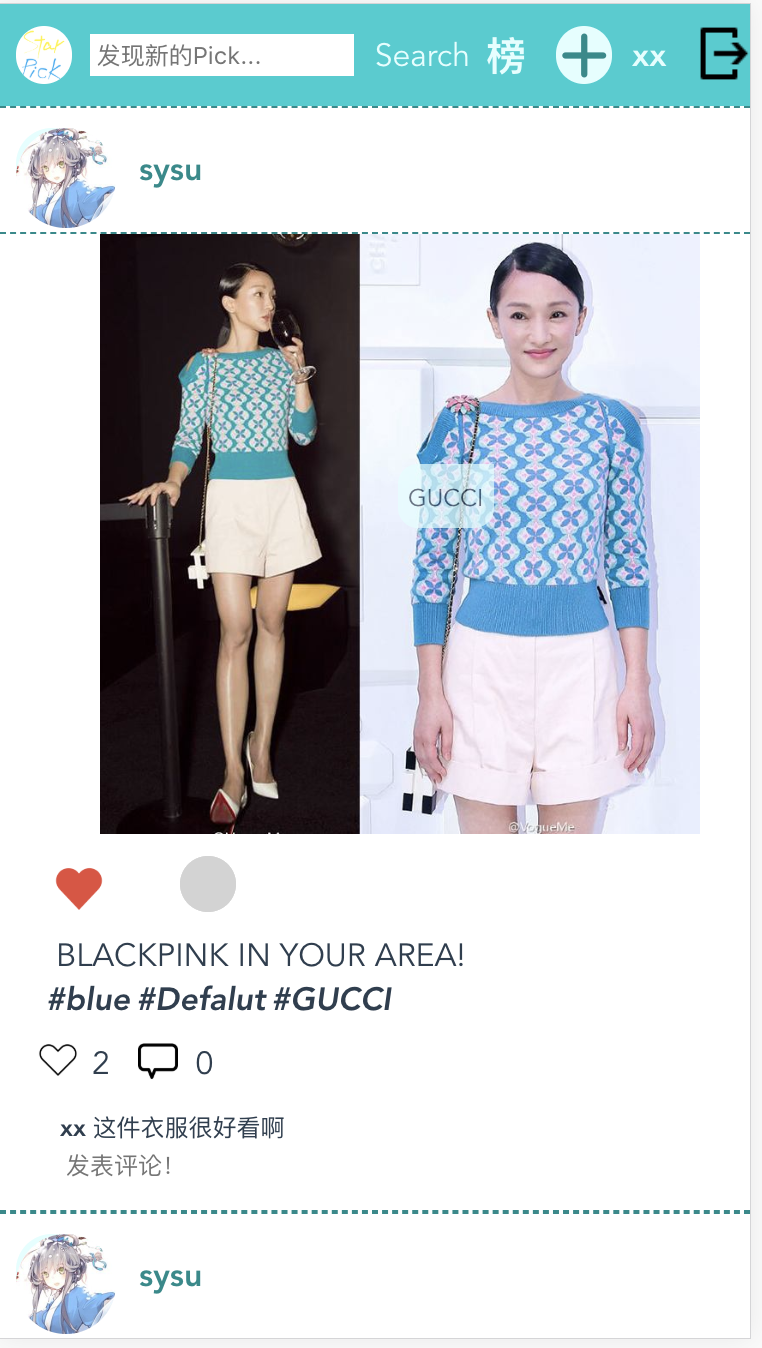 Star
Pick
发现新的Pick...
Search 榜 xx
sysu
CHA
GUCCI
@VogueMe
@VogueMe
BLACKPINK IN YOUR AREA!
#blue #Defalut #GUCCI
2 0
xx 这件衣服很好看啊
发表评论!
sysu